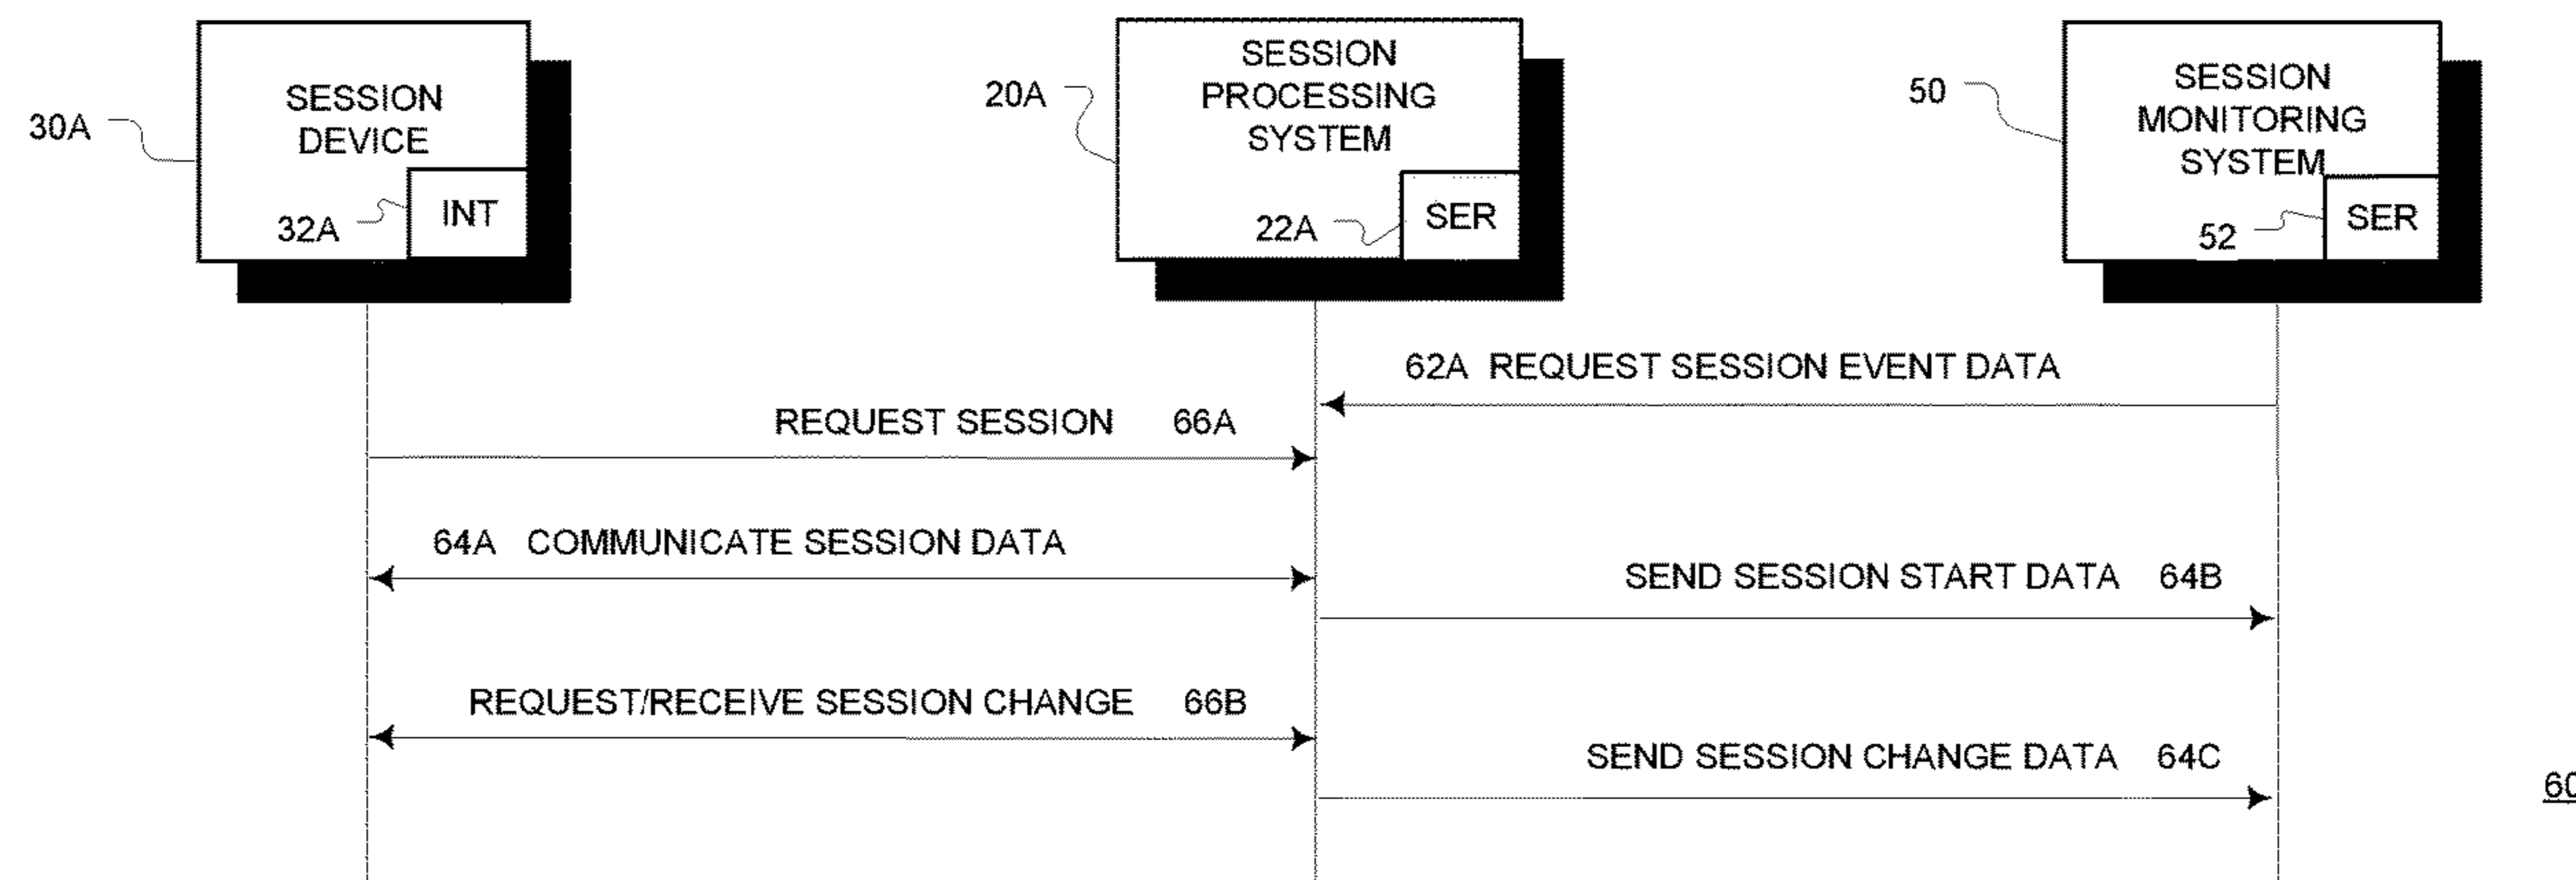 SESSION
DEVICE
30A
32A
INT
SESSION
PROCESSING
SYSTEM
20A
22A
SER
SESSION
MONITORING
SYSTEM
50
52
SER
62A REQUEST SESSION EVENT DATA
REQUEST SESSION 66A
64A COMMUNICATE SESSION DATA
SEND SESSION START DATA 64B
REQUEST/RECEIVE SESSION CHANGE 66B
SEND SESSION CHANGE DATA 64C
60